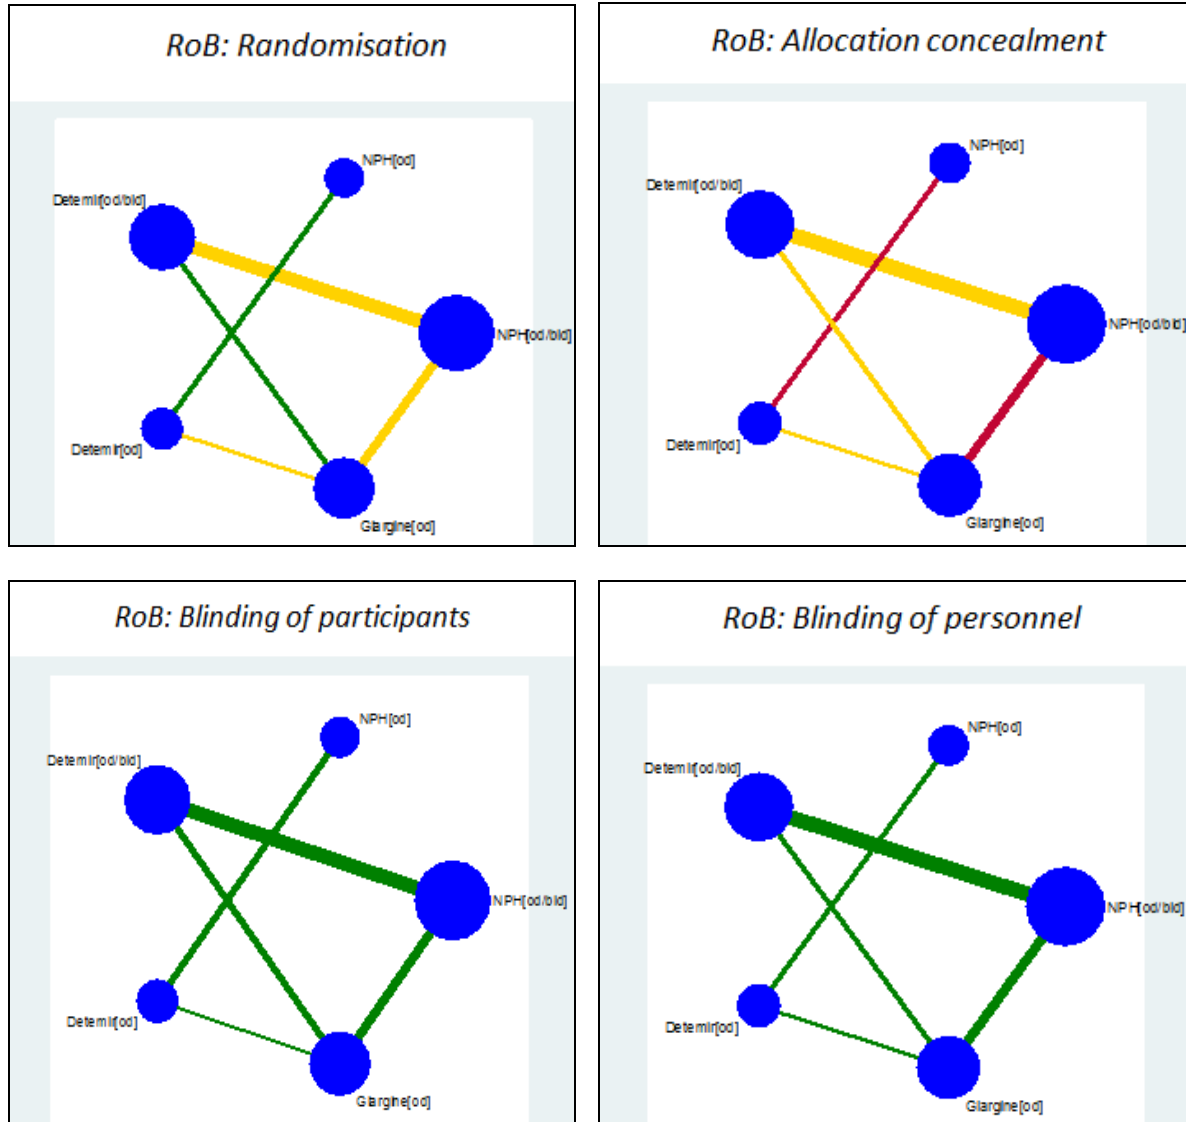 RoB: Randomisation
NPH[od]
Detemir[od/bid]
NPH[od/bid]
Detemir[od]
Glargine[od]
RoB: Allocation concealment
NPH[od]
Detemir[od/bid]
NPH[od/bid]
Detemir[od]
Glargine[od]
RoB: Blinding of participants
NPH[od]
Detemir[od/bid]
NPH[od/bid]
Detemir[od]
Glargine[od]
RoB: Blinding of personnel
NPH[od]
Detemir[od/bid]
NPH[od/bid]
Detemir[od]
Glargine[od]